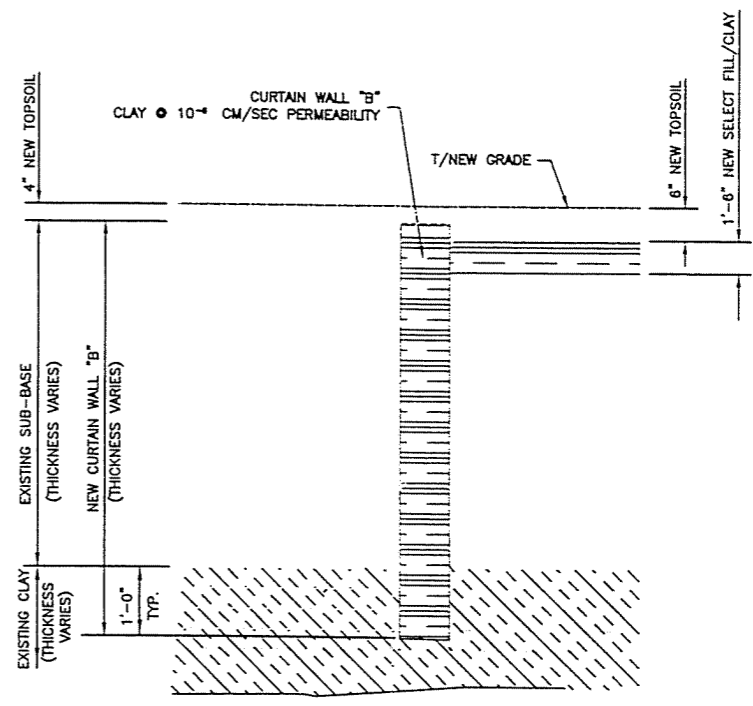 4" NEW TOPSOIL
CURTAIN WALL "B"
CLAY @ 10⁻⁶ CM/SEC PERMEABILITY
T/NEW GRADE
6" NEW TOPSOIL
1'-6" NEW SELECT FILL/CLAY
EXISTING SUB-BASE
(THICKNESS VARIES)
NEW CURTAIN WALL "B"
(THICKNESS VARIES)
EXISTING CLAY
(THICKNESS
VARIES)
1'-0"
TYP.